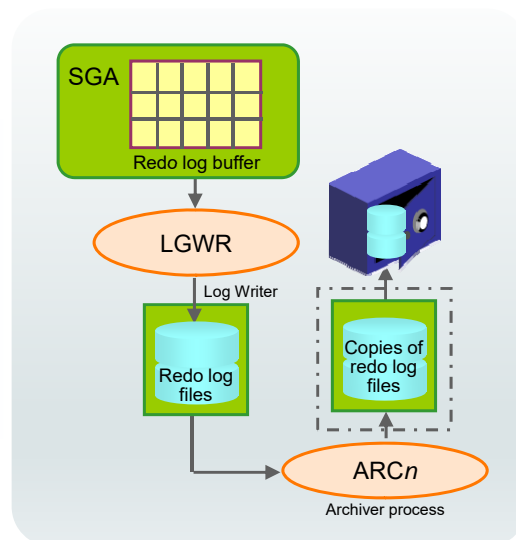 SGA
Redo log buffer
LGWR
Log Writer
Redo log
files
Copies of
redo log
files
ARCn
Archiver process